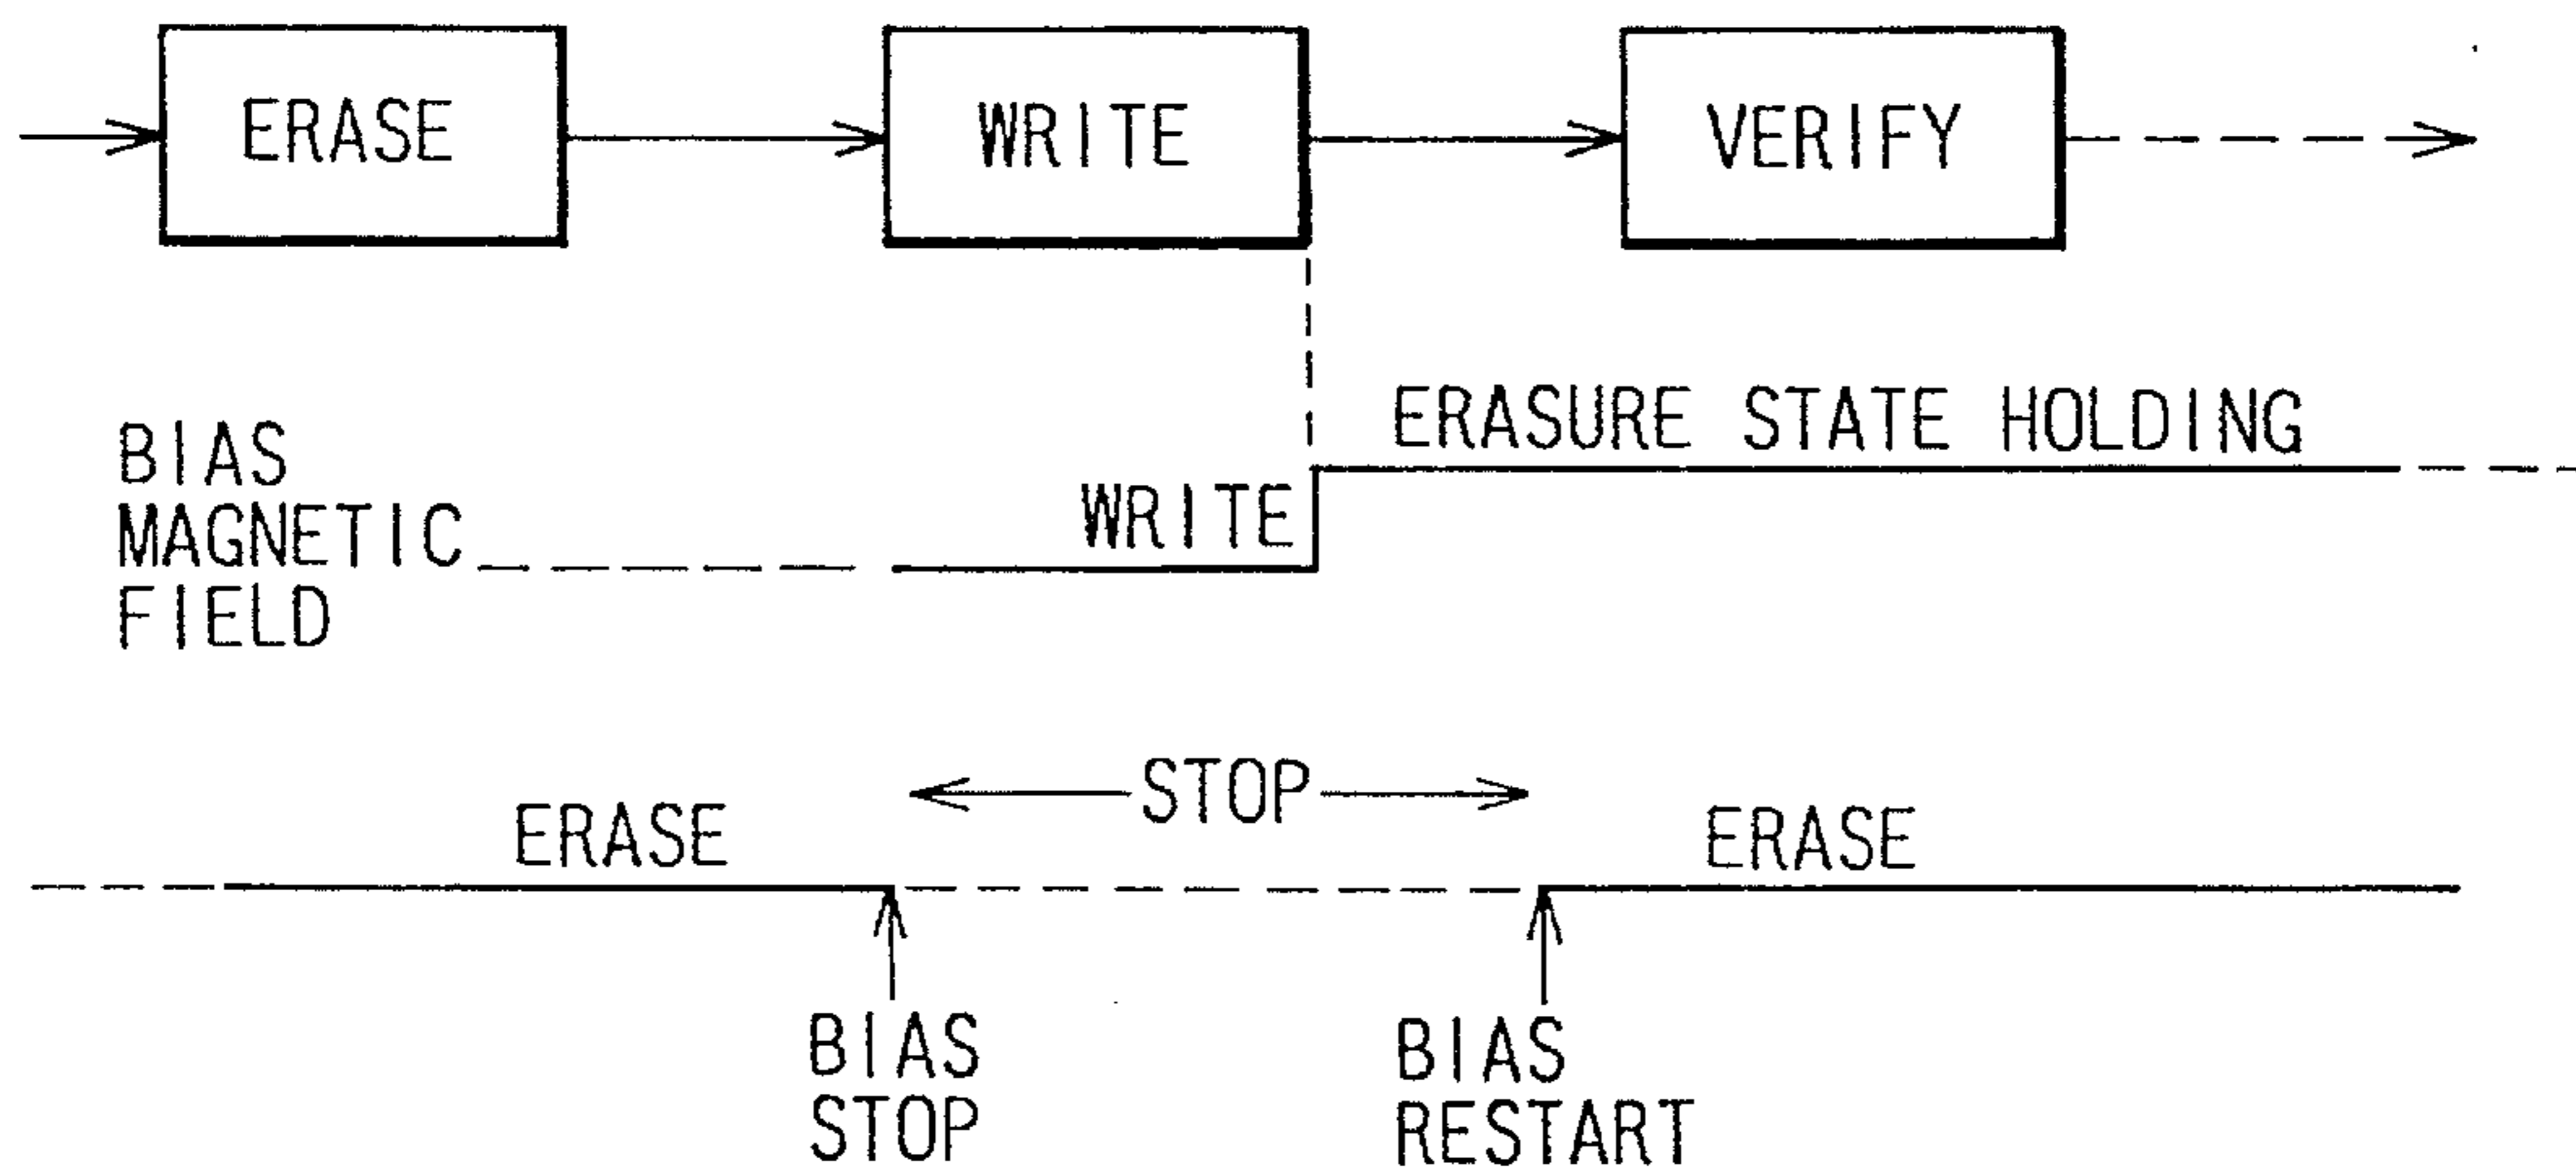 ERASE
WRITE
VERIFY
ERASURE STATE HOLDING
BIAS
MAGNETIC
FIELD
WRITE
STOP
ERASE
ERASE
BIAS
STOP
BIAS
RESTART